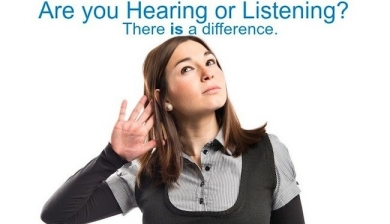 Are you Hearing or Listening?
There is a difference.